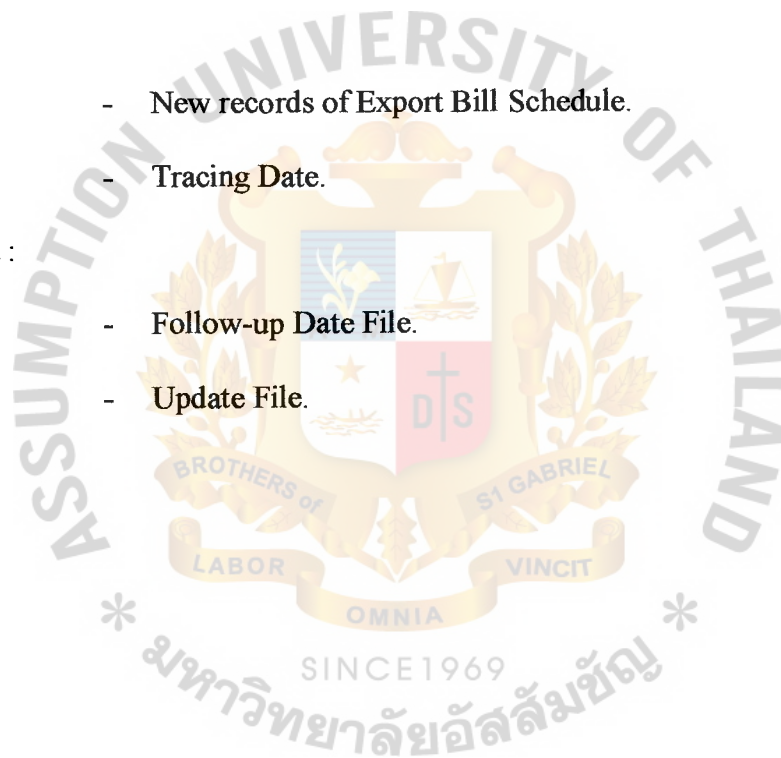 ASSUMPTION UNIVERSITY OF THAILAND
- New records of Export Bill Schedule.
- Tracing Date.
:
- Follow-up Date File.
- Update File.
D S
BROTHERS of ST GABRIEL
LABOR VINCIT
OMNIA
* *
SINCE1969
มหาวิทยาลัยอัสสัมชัญ